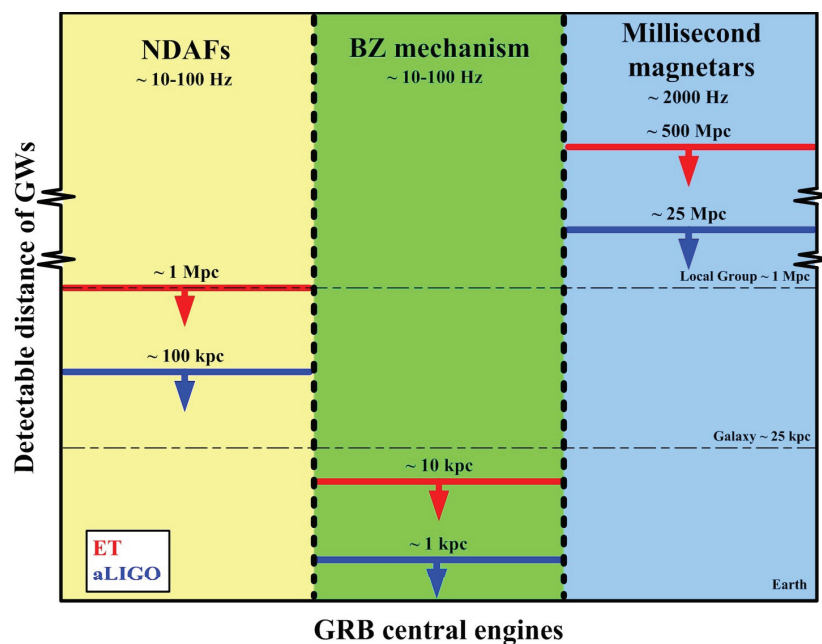 NDAFs
~ 10-100 Hz
BZ mechanism
~ 10-100 Hz
Millisecond
magnetars
~ 2000 Hz
~ 500 Mpc
~ 25 Mpc
Local Group ~ 1 Mpc
~ 1 Mpc
~ 100 kpc
Galaxy ~ 25 kpc
~ 10 kpc
~ 1 kpc
ET
aLIGO
Earth
Detectable distance of GWs
GRB central engines